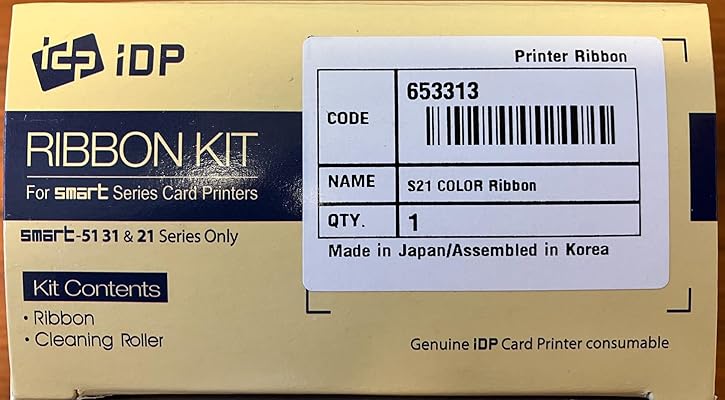 idp iDP
RIBBON KIT
For smart Series Card Printers
smart-51 31 & 21 Series Only
Kit Contents
• Ribbon
• Cleaning Roller
Printer Ribbon
CODE 653313
NAME S21 COLOR Ribbon
QTY. 1
Made in Japan/Assembled in Korea
Genuine iDP Card Printer consumable